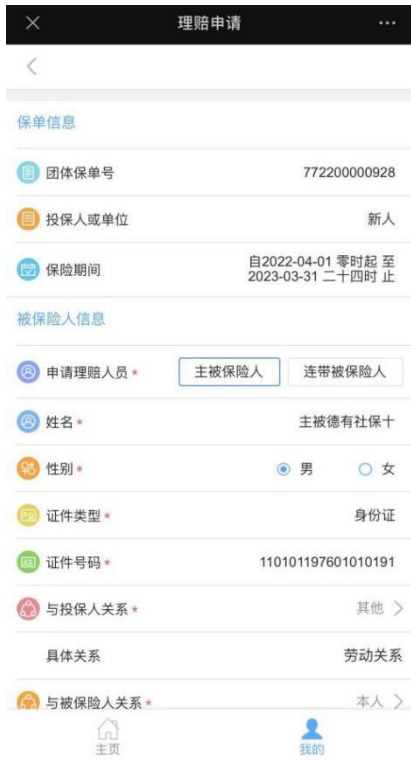 理赔申请
保单信息
团体保单号 772200000928
投保人或单位 新人
保险期间 自2022-04-01 零时起 至
2023-03-31 二十四时 止
被保险人信息
申请理赔人员* 主被保险人 连带被保险人
姓名* 主被德有社保十
性别* 男 女
证件类型* 身份证
证件号码* 110101197601010191
与投保人关系* 其他
具体关系 劳动关系
与被保险人关系* 本人
主页 我的